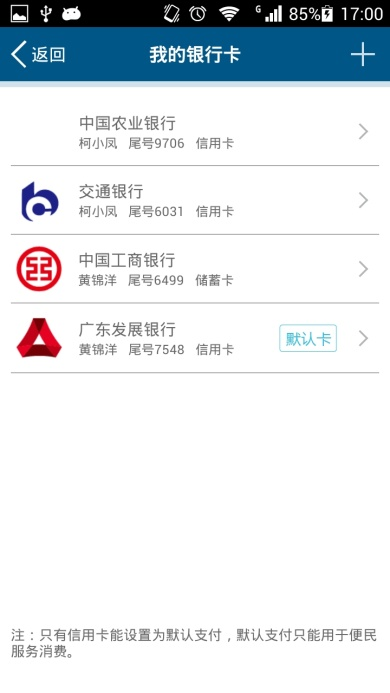 G 85% 17:00
返回 我的银行卡
中国农业银行
柯小凤 尾号9706 信用卡
交通银行
柯小凤 尾号6031 信用卡
中国工商银行
黄锦洋 尾号6499 储蓄卡
广东发展银行
黄锦洋 尾号7548 信用卡
默认卡
注：只有信用卡能设置为默认支付，默认支付只能用于便民
服务消费。